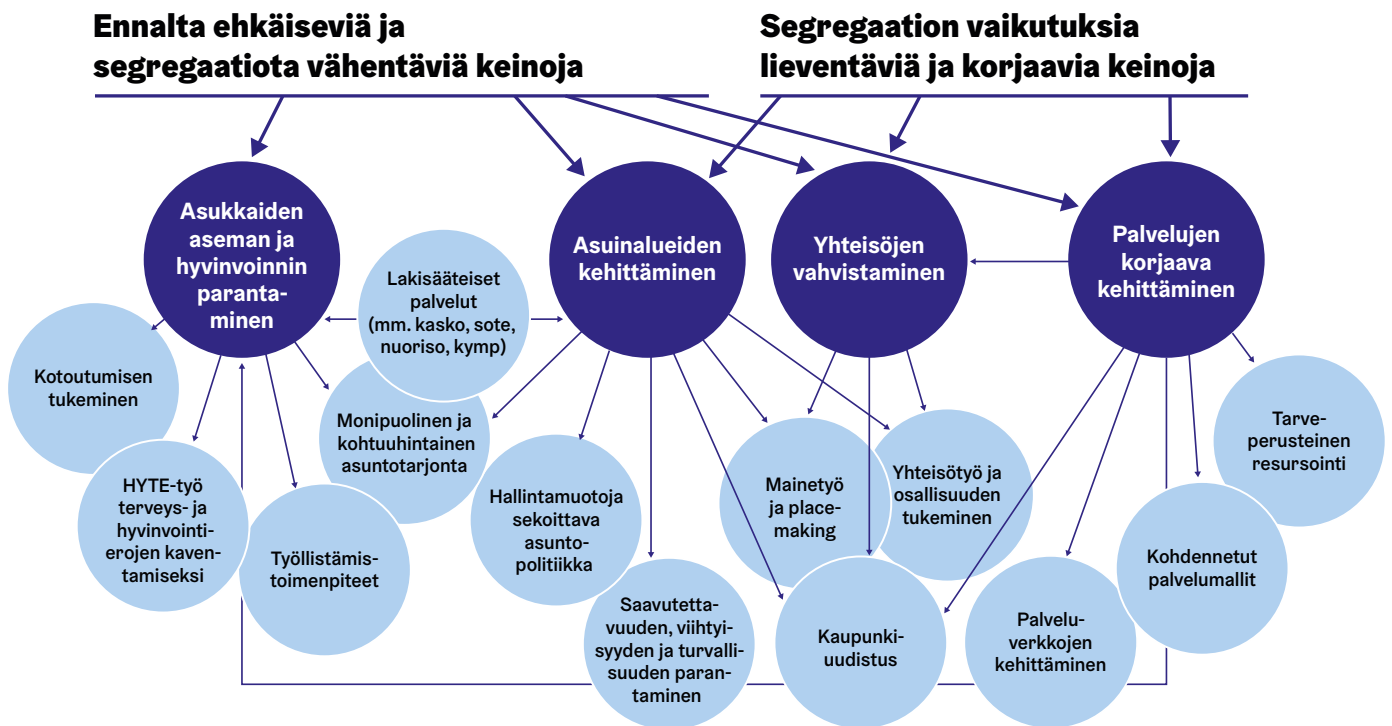 Ennalta ehkäiseviä ja
segregaatiota vähentäviä keinoja
Segregaation vaikutuksia
lieventäviä ja korjaavia keinoja
Asukkaiden
aseman ja
hyvinvoinnin
paranta-
minen
Asuinalueiden
kehittäminen
Yhteisöjen
vahvistaminen
Palvelujen
korjaava
kehittäminen
Lakisääteiset
palvelut
(mm. kasko, sote,
nuoriso, kymp)
Kotoutumisen
tukeminen
HYTE-työ
terveys- ja
hyvinvointi-
erojen kaven-
tamiseksi
Työllistämis-
toimenpiteet
Monipuolinen ja
kohtuuhintainen
asuntotarjonta
Hallintamuotoja
sekoittava
asunto-
politiikka
Saavutetta-
vuuden, viihtyi-
syyden ja turvalli-
suuden paran-
taminen
Mainetyö
ja place-
making
Yhteisötyö ja
osallisuuden
tukeminen
Kaupunki-
uudistus
Palvelu-
verkkojen
kehittäminen
Kohdennetut
palvelumallit
Tarve-
perusteinen
resursointi